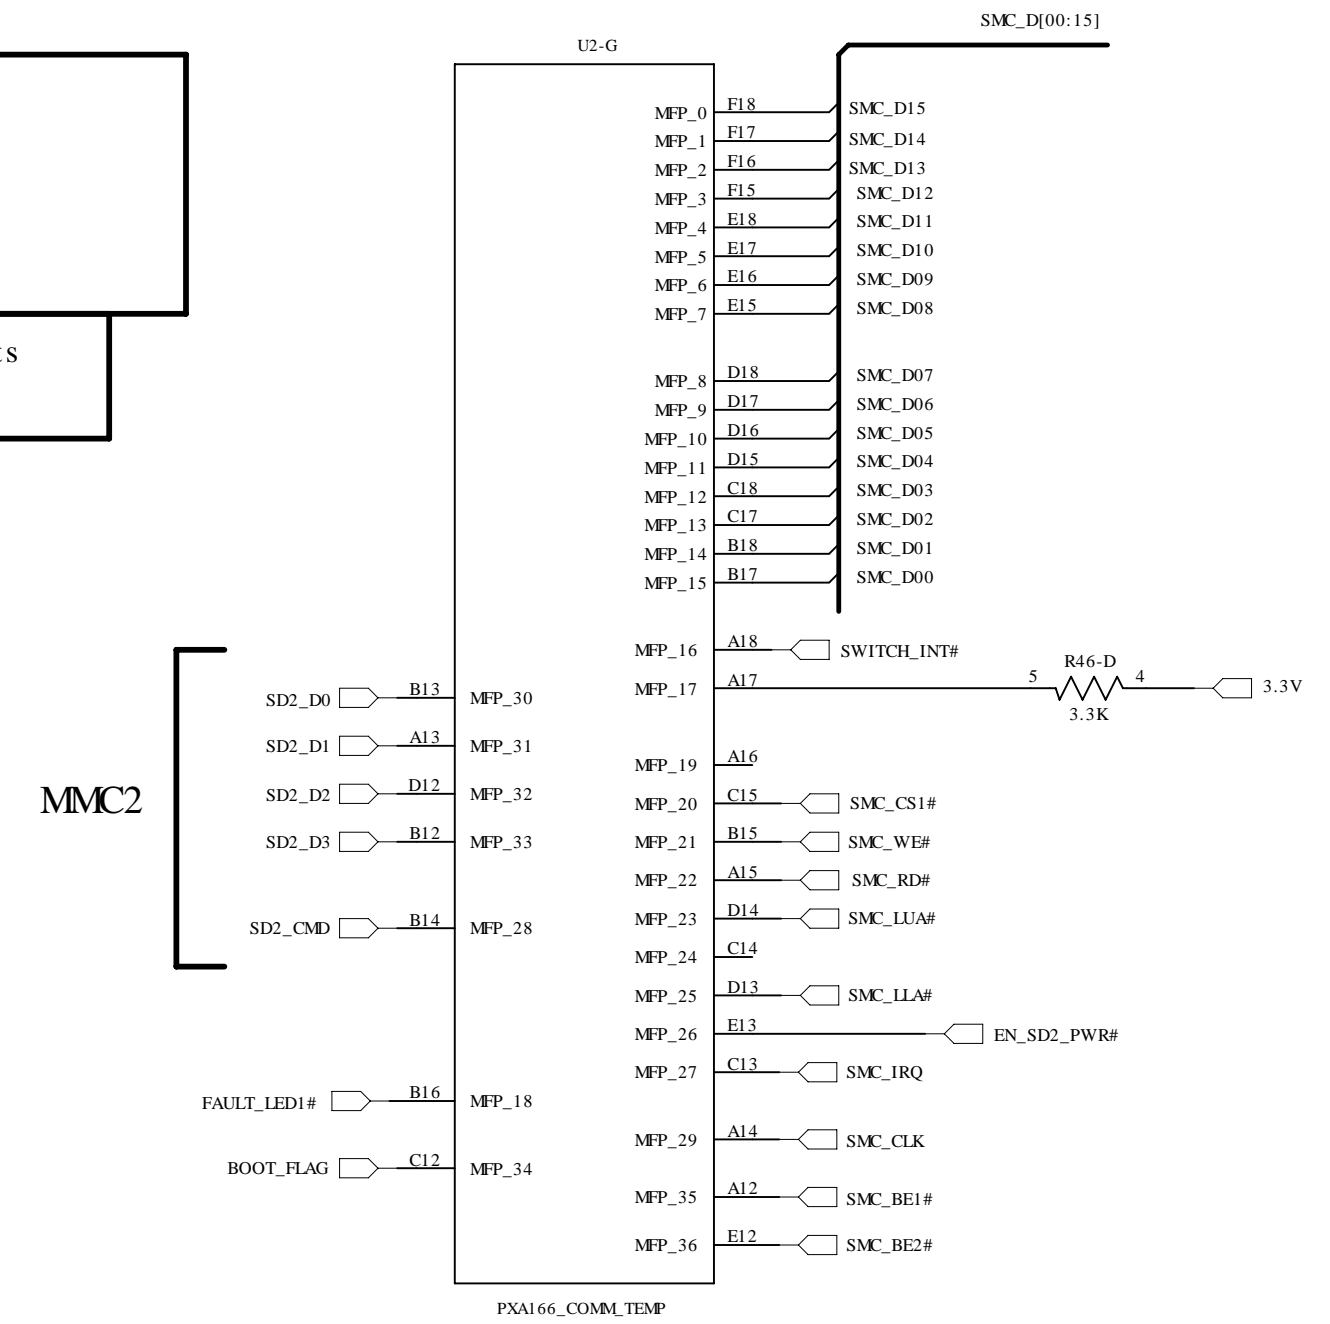 SMC_D[00:15]
U2-G
MFP_0 F18 SMC_D15
MFP_1 F17 SMC_D14
MFP_2 F16 SMC_D13
MFP_3 F15 SMC_D12
MFP_4 E18 SMC_D11
MFP_5 E17 SMC_D10
MFP_6 E16 SMC_D09
MFP_7 E15 SMC_D08
MFP_8 D18 SMC_D07
MFP_9 D17 SMC_D06
MFP_10 D16 SMC_D05
MFP_11 D15 SMC_D04
MFP_12 C18 SMC_D03
MFP_13 C17 SMC_D02
MFP_14 B18 SMC_D01
MFP_15 B17 SMC_D00
MFP_16 A18 SWITCH_INT#
R46-D
MFP_17 A17 5 4 3.3V
3.3K
SD2_D0 B13 MFP_30
SD2_D1 A13 MFP_31
SD2_D2 D12 MFP_32
MMC2
SD2_D3 B12 MFP_33
SD2_CMD B14 MFP_28
MFP_19 A16
MFP_20 C15 SMC_CS1#
MFP_21 B15 SMC_WE#
MFP_22 A15 SMC_RD#
MFP_23 D14 SMC_LUA#
MFP_24 C14
MFP_25 D13 SMC_LLA#
MFP_26 E13 EN_SD2_PWR#
MFP_27 C13 SMC_IRQ
FAULT_LED1# B16 MFP_18
MFP_29 A14 SMC_CLK
BOOT_FLAG C12 MFP_34
MFP_35 A12 SMC_BE1#
MFP_36 E12 SMC_BE2#
PXA166_COMM_TEMP